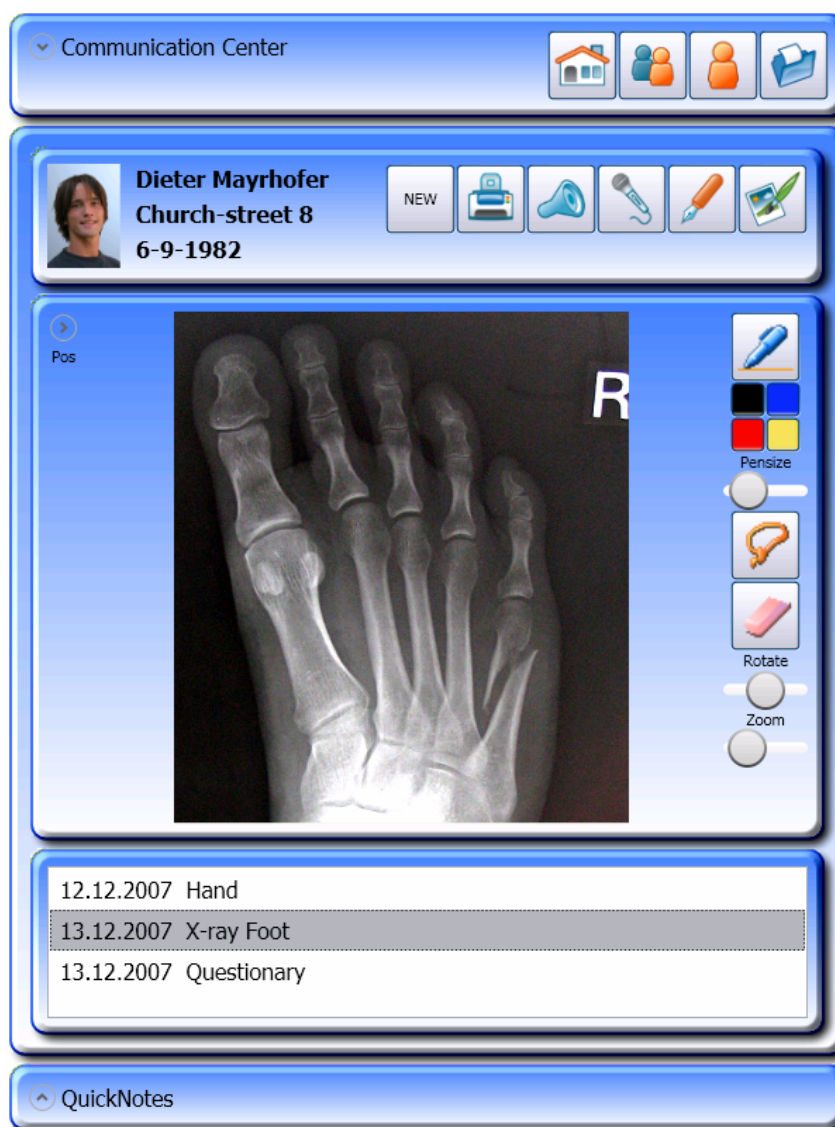 Communication Center
Dieter Mayrhofer
Church-street 8
6-9-1982
NEW
Pos
R
Pensize
Rotate
Zoom
12.12.2007 Hand
13.12.2007 X-ray Foot
13.12.2007 Questionary
QuickNotes